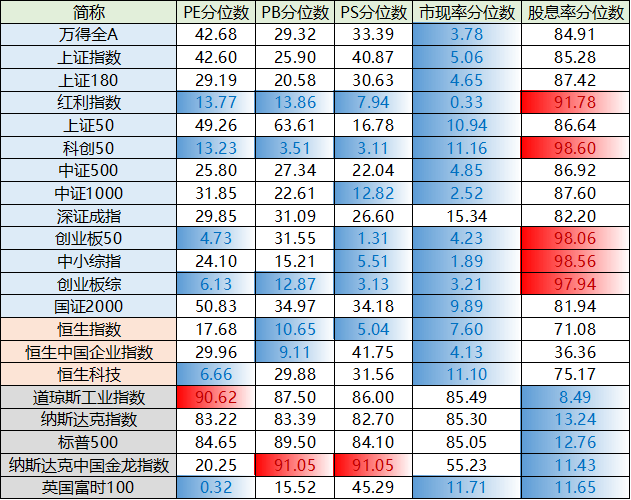 简称 PE分位数 PB分位数 PS分位数 市现率分位数 股息率分位数
万得全A 42.68 29.32 33.39 3.78 84.91
上证指数 42.60 25.90 40.87 5.06 85.28
上证180 29.19 20.58 30.63 4.65 87.42
红利指数 13.77 13.86 7.94 0.33 91.78
上证50 49.26 63.61 16.78 10.94 86.64
科创50 13.23 3.51 3.11 11.16 98.60
中证500 25.80 27.34 22.04 4.85 86.92
中证1000 31.85 22.61 12.82 2.52 87.60
深证成指 29.85 31.09 26.60 15.34 82.20
创业板50 4.73 31.55 1.31 4.23 98.06
中小综指 24.10 15.21 5.51 1.89 98.56
创业板综 6.13 12.87 13.21 3.21 97.94
国证2000 50.83 34.97 34.18 9.89 81.94
恒生指数 17.68 10.65 5.04 7.60 71.08
恒生中国企业指数 29.96 9.11 41.75 4.13 36.36
恒生科技 6.66 29.88 31.56 11.10 75.17
道琼斯工业指数 90.62 87.50 86.00 85.49 8.49
纳斯达克指数 83.22 83.39 82.70 85.30 13.24
标普500 84.65 89.50 84.10 85.05 12.76
纳斯达克中国金龙指数 20.25 91.05 91.05 55.23 11.43
英国富时100 0.32 15.52 45.29 11.71 11.65